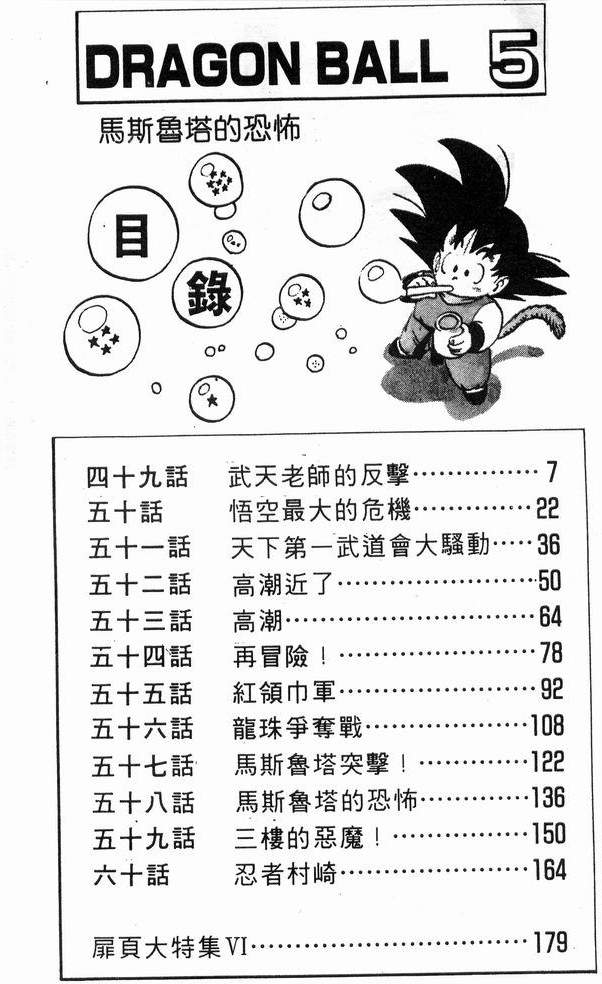 DRAGON BALL 5
馬斯魯塔的恐怖
目
錄
四十九話 武天老師的反擊……………7
五十話 悟空最大的危機……………22
五十一話 天下第一武道會大騷動……36
五十二話 高潮近了……………………50
五十三話 高潮…………………………64
五十四話 再冒險！……………………78
五十五話 紅領巾軍……………………92
五十六話 龍珠爭奪戰………………108
五十七話 馬斯魯塔突擊！…………122
五十八話 馬斯魯塔的恐怖…………136
五十九話 三樓的惡魔！……………150
六十話 忍者村崎……………………164
扉頁大特集Ⅵ…………………………179